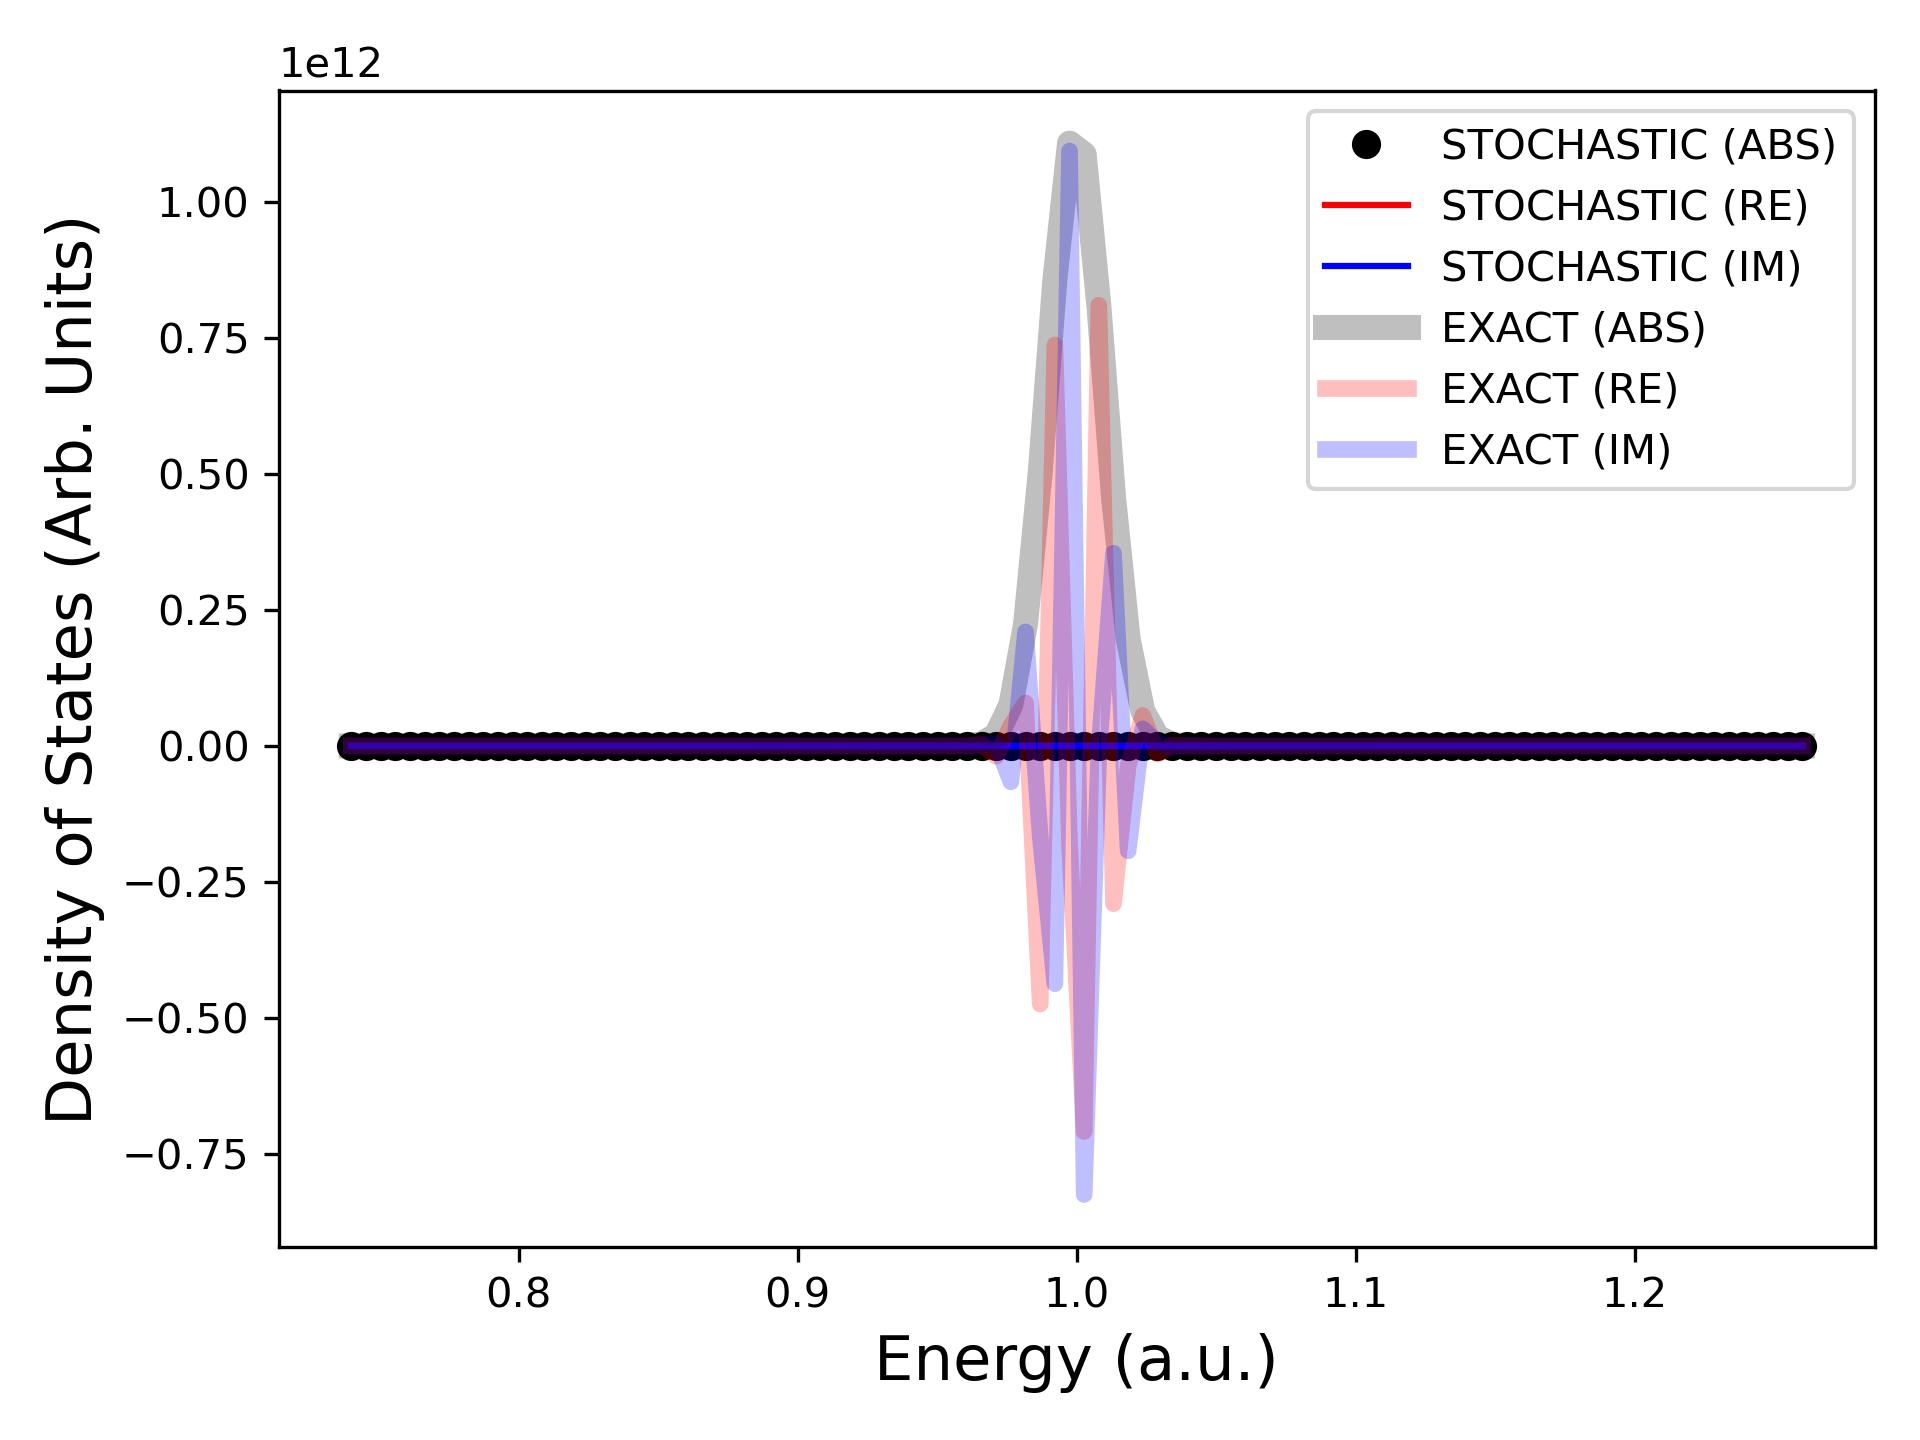 1e12
STOCHASTIC (ABS)
STOCHASTIC (RE)
STOCHASTIC (IM)
EXACT (ABS)
EXACT (RE)
EXACT (IM)
1.00
0.75
0.50
0.25
0.00
−0.25
−0.50
−0.75
Density of States (Arb. Units)
0.8 0.9 1.0 1.1 1.2
Energy (a.u.)